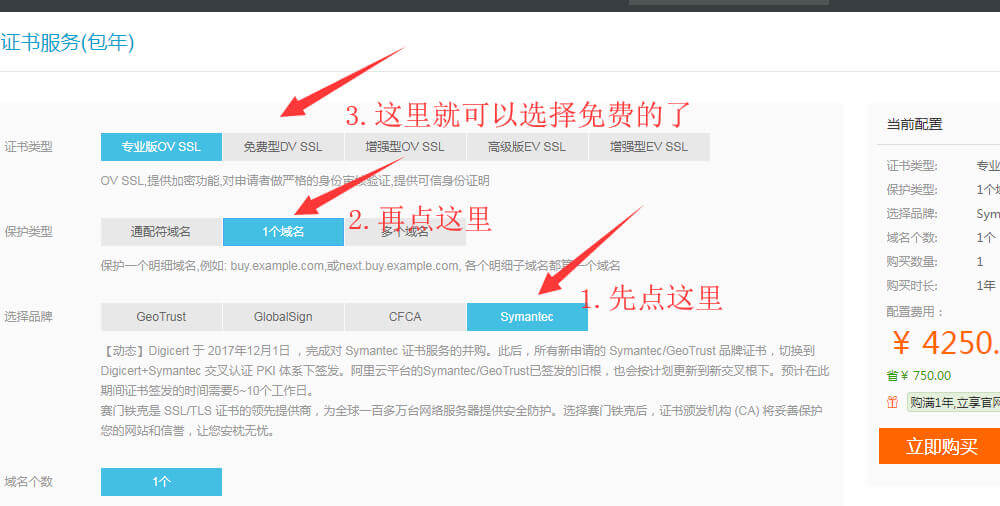 证书服务(包年)
3.这里就可以选择免费的了
证书类型
专业版OV SSL
免费型DV SSL
增强型OV SSL
高级版EV SSL
增强型EV SSL
OV SSL,提供加密功能,对申请者做严格的身份审核验证,提供可信身份证明
2.再点这里
保护类型
通配符域名
1个域名
多个域名
保护一个明细域名,例如: buy.example.com,或next.buy.example.com, 各个明细子域名都算一个域名
1.先点这里
选择品牌
GeoTrust
GlobalSign
CFCA
Symantec
【动态】Digicert 于 2017年12月1日 ，完成对 Symantec 证书服务的并购。此后，所有新申请的 Symantec/GeoTrust 品牌证书，切换到
Digicert+Symantec 交叉认证 PKI 体系下签发。阿里云平台的Symantec/GeoTrust已签发的旧根，也会按计划更新到新交叉根下。预计在此
期间证书签发的时间需要5~10个工作日。
赛门铁克是 SSL/TLS 证书的领先提供商，为全球一百多万台网络服务器提供安全防护。选择赛门铁克后，证书颁发机构 (CA) 将妥善保护
您的网站和信誉，让您安枕无忧。
域名个数
1个
当前配置
证书类型: 专业
保护类型: 1个域
选择品牌: Sym
域名个数: 1个
购买数量: 1
购买时长: 1年
配置费用：
¥ 4250.
省¥ 750.00
购满1年,立享官网
立即购买